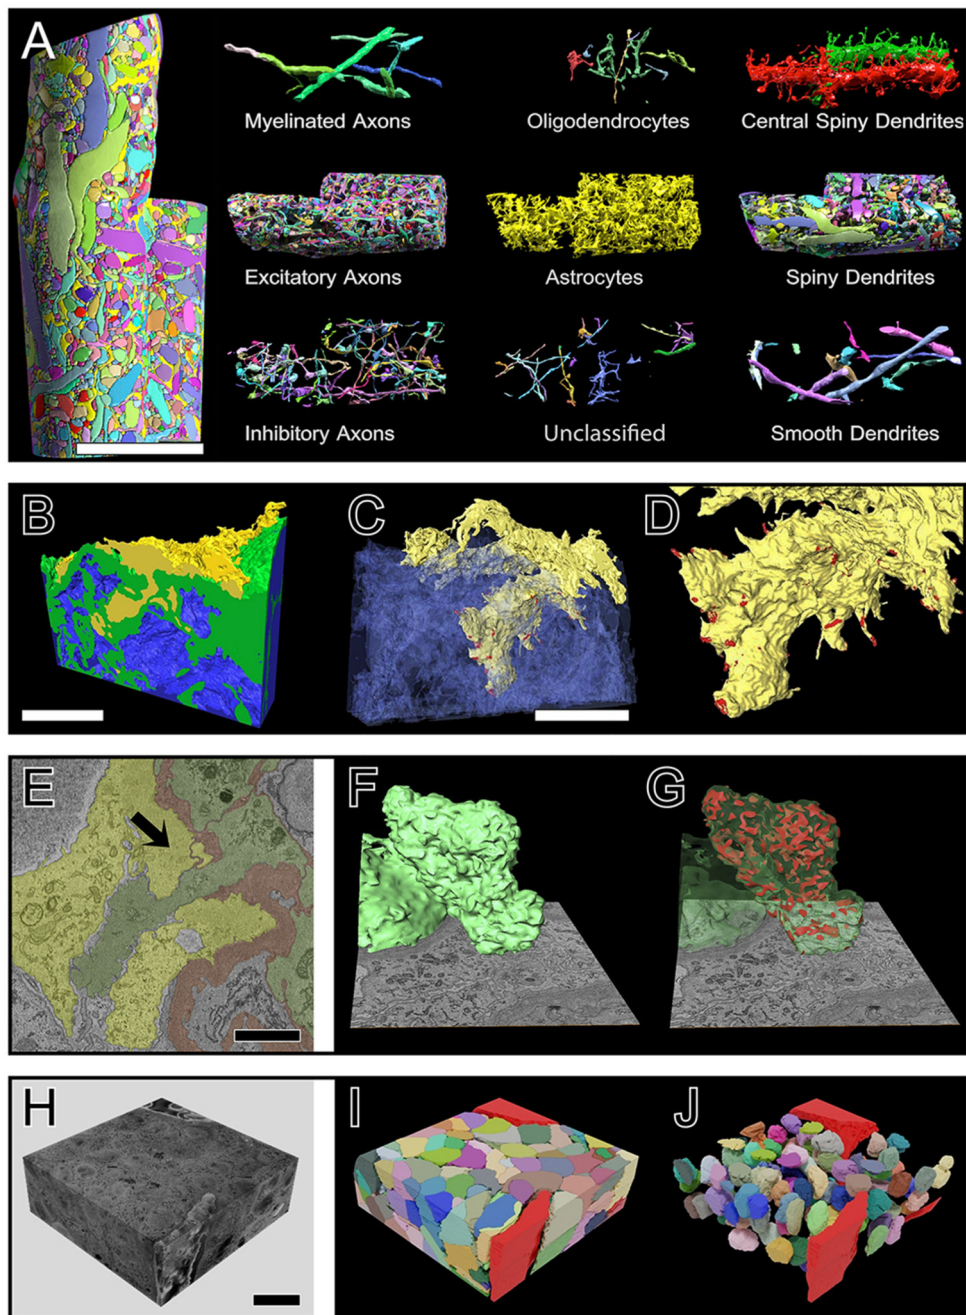 A
Myelinated Axons
Oligodendrocytes
Central Spiny Dendrites
Excitatory Axons
Astrocytes
Spiny Dendrites
Inhibitory Axons
Unclassified
Smooth Dendrites
B
C
D
E
F
G
H
I
J